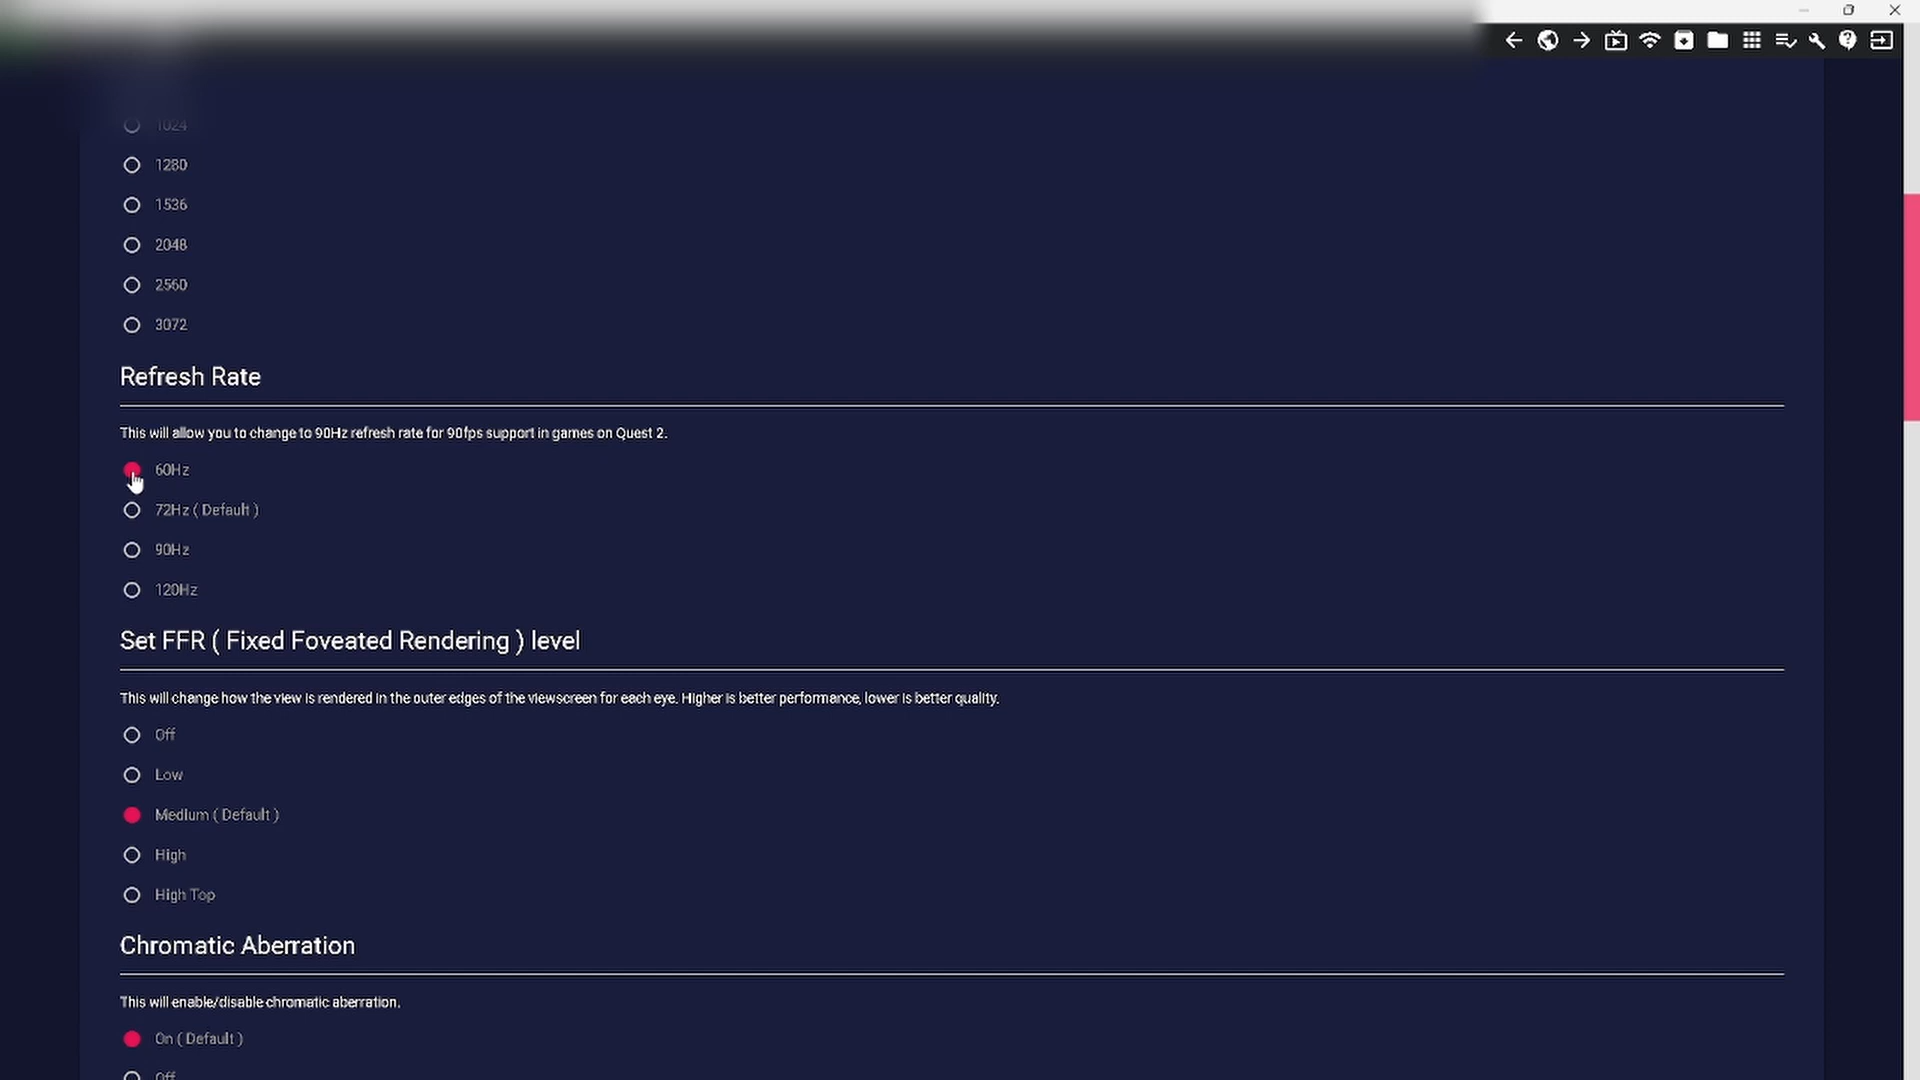 1024
1280
1536
2048
2560
3072
Refresh Rate
This will allow you to change to 90Hz refresh rate for 90fps support in games on Quest 2.
60Hz
72Hz ( Default )
90Hz
120Hz
Set FFR ( Fixed Foveated Rendering ) level
This will change how the view is rendered in the outer edges of the viewscreen for each eye. Higher is better performance, lower is better quality.
Off
Low
Medium ( Default )
High
High Top
Chromatic Aberration
This will enable/disable chromatic aberration.
On ( Default )
Off